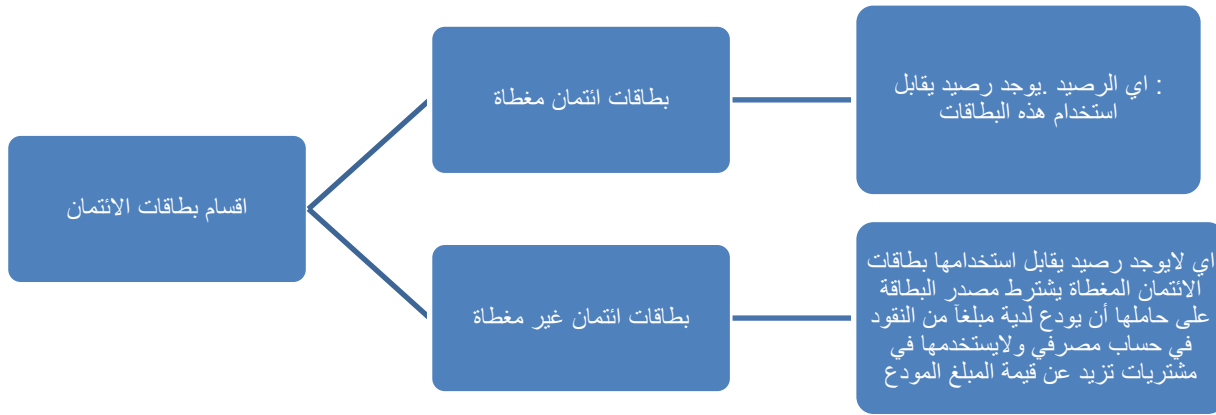 اقسام بطاقات الائتمان
بطاقات ائتمان مغطاة
: اي الرصيد .يوجد رصيد يقابل
استخدام هذه البطاقات
بطاقات ائتمان غير مغطاة
اي لايوجد رصيد يقابل استخدامها بطاقات
الائتمان المغطاة يشترط مصدر البطاقة
على حاملها أن يودع لدية مبلغآ من النقود
في حساب مصرفي ولايستخدمها في
مشتريات تزيد عن قيمة المبلغ المودع